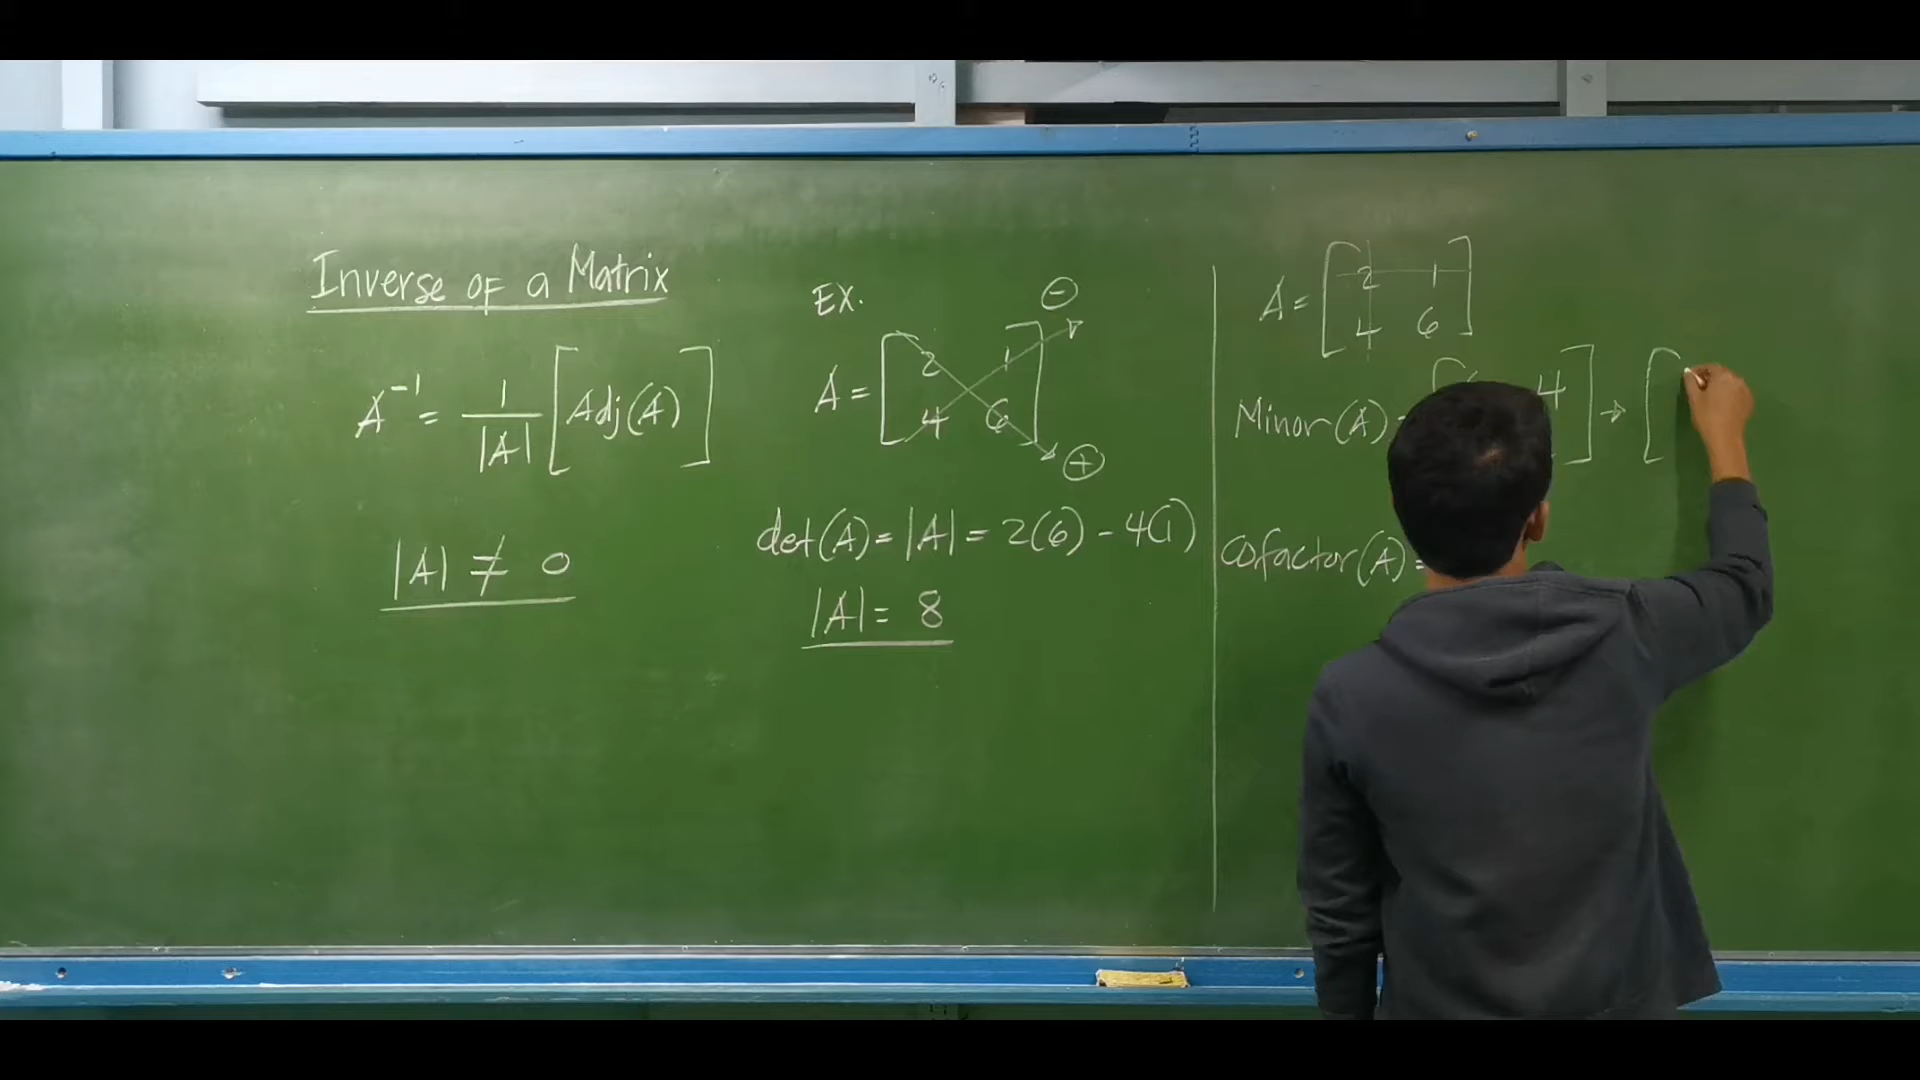 Inverse of a Matrix
A⁻¹ = 1/|A| [Adj(A)]
|A| ≠ 0
EX.
A = [2 1
4 6]
⊖
⊕
det(A) = |A| = 2(6) - 4(1)
|A| = 8
A = [2 1
4 6]
Minor(A) = [ 4 ] → [
Cofactor(A) =